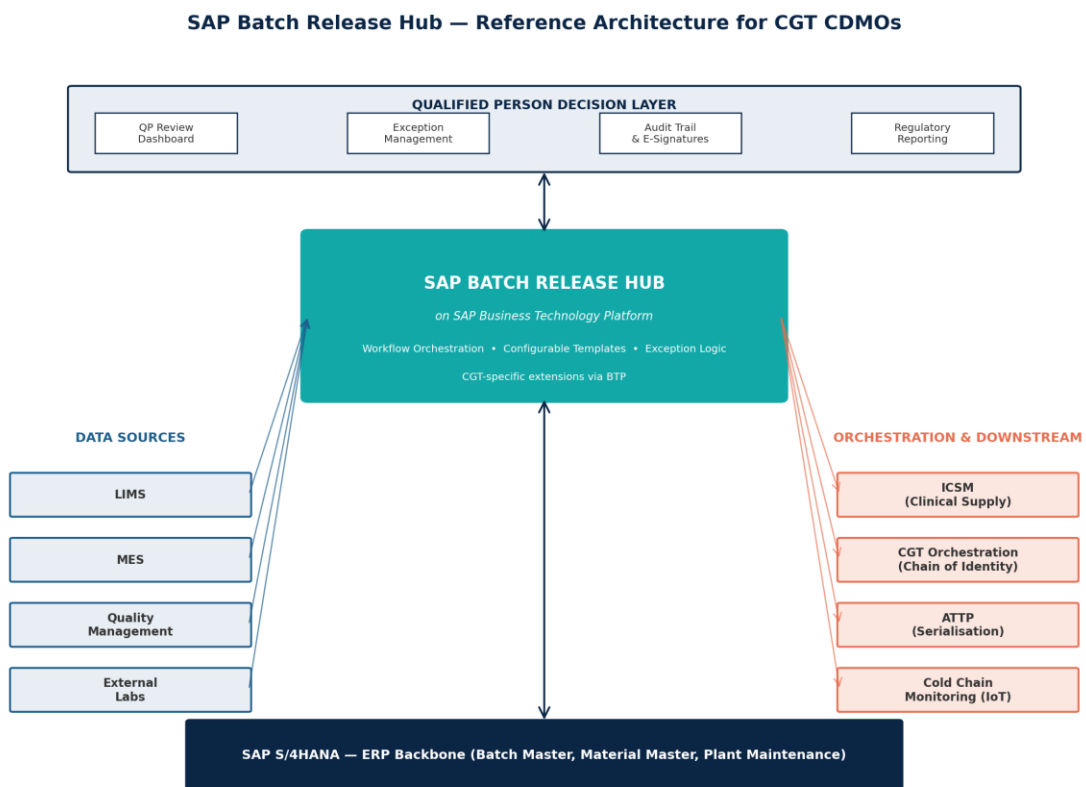 SAP Batch Release Hub — Reference Architecture for CGT CDMOs
QUALIFIED PERSON DECISION LAYER
QP Review
Dashboard
Exception
Management
Audit Trail
& E-Signatures
Regulatory
Reporting
SAP BATCH RELEASE HUB
on SAP Business Technology Platform
Workflow Orchestration • Configurable Templates • Exception Logic
CGT-specific extensions via BTP
DATA SOURCES
LIMS
MES
Quality
Management
External
Labs
ORCHESTRATION & DOWNSTREAM
ICSM
(Clinical Supply)
CGT Orchestration
(Chain of Identity)
ATTP
(Serialisation)
Cold Chain
Monitoring (IoT)
SAP S/4HANA — ERP Backbone (Batch Master, Material Master, Plant Maintenance)